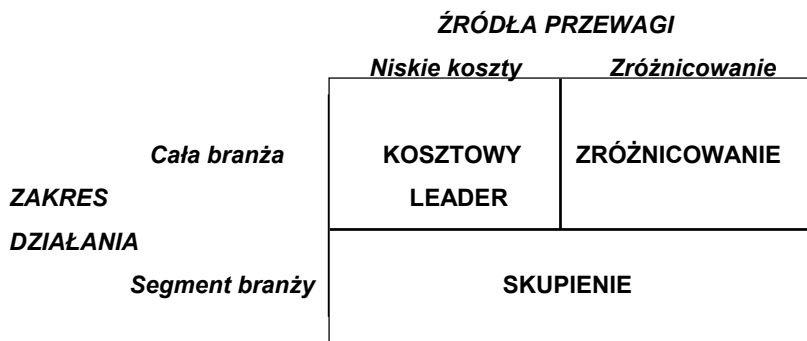 ŹRÓDŁA PRZEWAGI
Niskie koszty Zróżnicowanie
Cała branża KOSZTOWY ZRÓŻNICOWANIE
ZAKRES LEADER
DZIAŁANIA
Segment branży SKUPIENIE